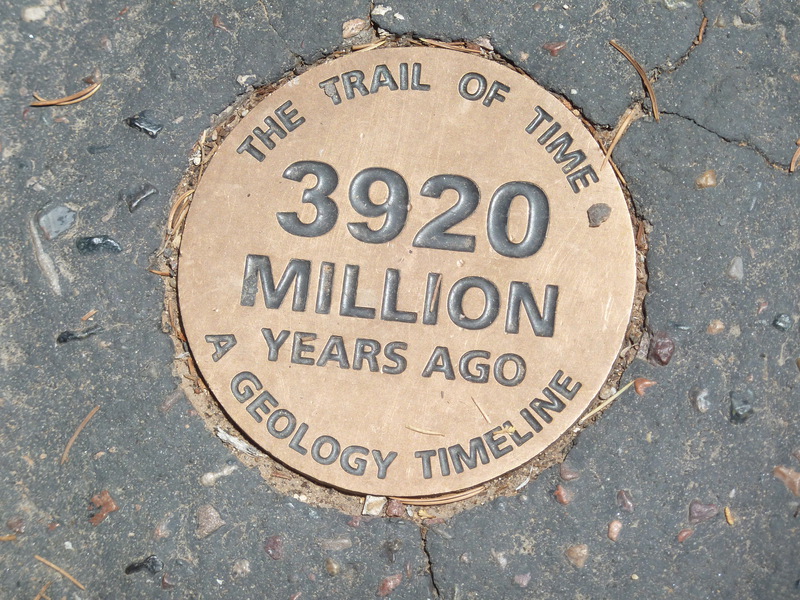 THE TRAIL OF TIME
3920
MILLION
YEARS AGO
A GEOLOGY TIMELINE